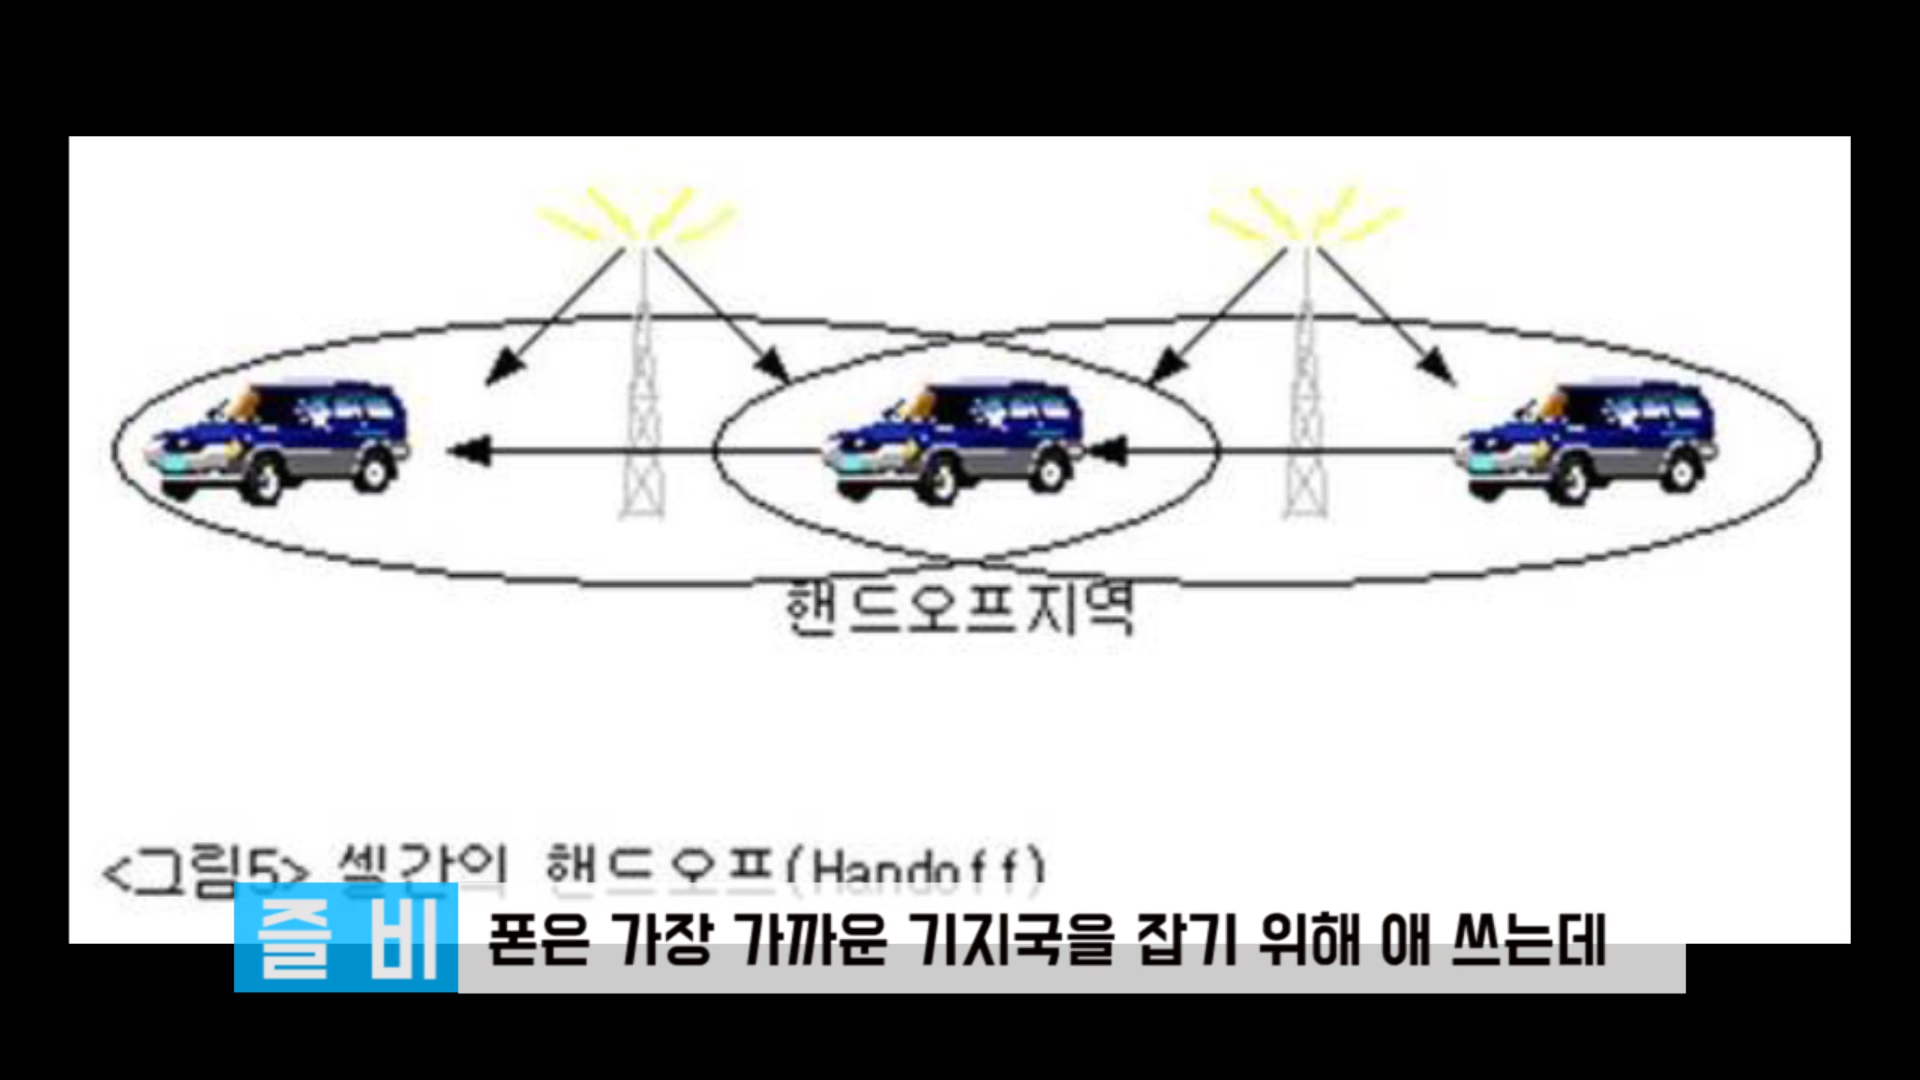 핸드오프지역
<그림5> 셀간의 핸드오프(Handoff)
즐 비
폰은 가장 가까운 기지국을 잡기 위해 애 쓰는데